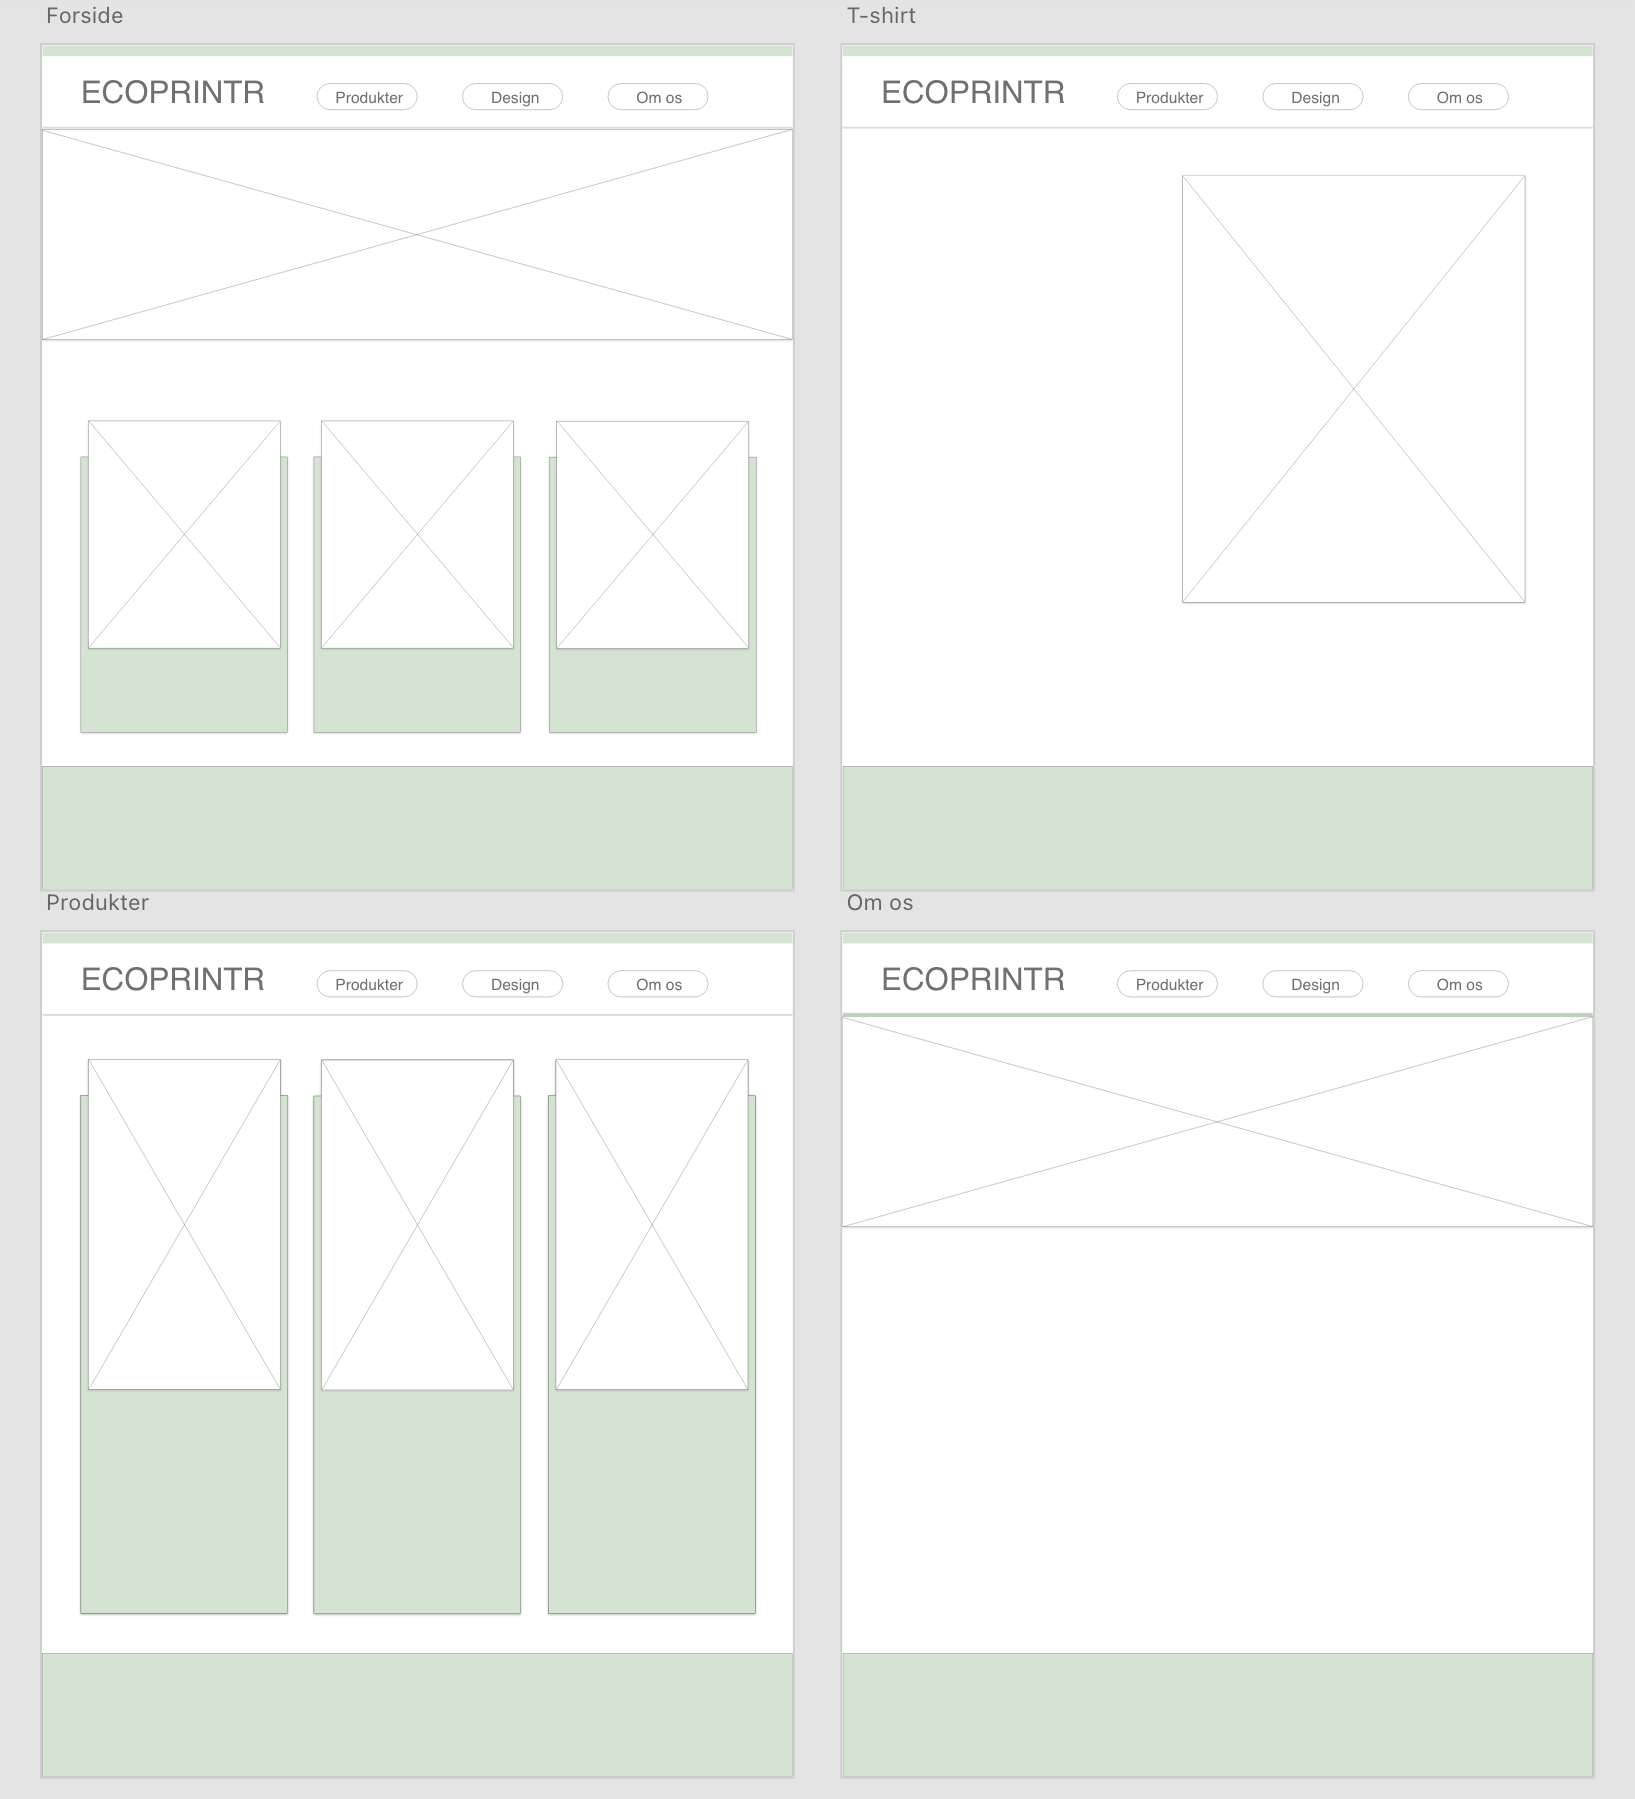 Forside
ECOPRINTR Produkter Design Om os
T-shirt
ECOPRINTR Produkter Design Om os
Produkter
ECOPRINTR Produkter Design Om os
Om os
ECOPRINTR Produkter Design Om os